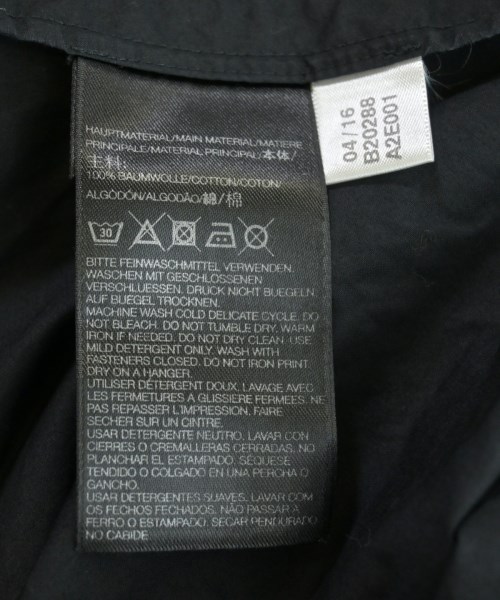 HAUPTMATERIAL/MAIN MATERIAL/MATIERE
PRINCIPALE/MATERIAL PRINCIPAL/本体/
主料:
100% BAUMWOLLE/COTTON/COTON/
ALGODÓN/ALGODÃO/綿/棉
30
BITTE FEINWASCHMITTEL VERWENDEN.
WASCHEN MIT GESCHLOSSENEN
VERSCHLUESSEN. DRUCK NICHT BUEGELN.
AUF BUEGEL TROCKNEN.
MACHINE WASH COLD DELICATE CYCLE. DO
NOT BLEACH. DO NOT TUMBLE DRY. WARM
IRON IF NEEDED. DO NOT DRY CLEAN. USE
MILD DETERGENT ONLY. WASH WITH
FASTENERS CLOSED. DO NOT IRON PRINT.
DRY ON A HANGER.
UTILISER DÉTERGENT DOUX. LAVAGE AVEC
LES FERMETURES A GLISSIERE FERMEES. NE
PAS REPASSER L'IMPRESSION. FAIRE
SECHER SUR UN CINTRE.
USAR DETERGENTE NEUTRO. LAVAR CON
CIERRES O CREMALLERAS CERRADAS. NO
PLANCHAR EL ESTAMPADO. SÉQUESE
TENDIDO O COLGADO EN UNA PERCHA O
GANCHO.
USAR DETERGENTES SUAVES. LAVAR COM
OS FECHOS FECHADOS. NÃO PASSAR A
FERRO O ESTAMPADO. SECAR PENDURADO
NO CABIDE
04/16
B20288
A2E001